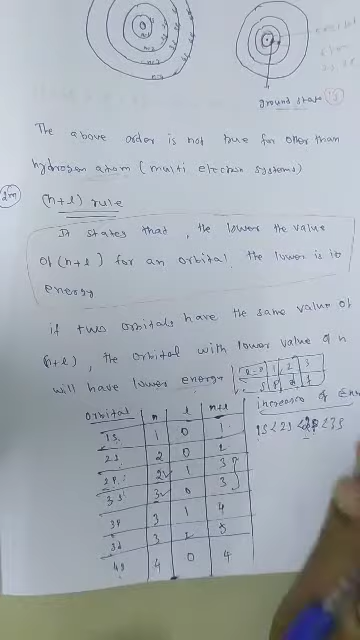 ground state
The above order is not true for other than
hydrogen atom (multi electron systems)
2m
(n+l) rule
It states that, the lower the value
of (n+l) for an orbital, the lower is its
energy
if two orbitals have the same value of
(n+l), the orbital with lower value of n
will have lower energy
orbital n l n+l
increases of
1s 1 0 1
1s<2s<2p<3s
2s 2 0 2
2p 2 1 3
3s 3 0 3
3p 3 1 4
3d 3 2 5
4s 4 0 4